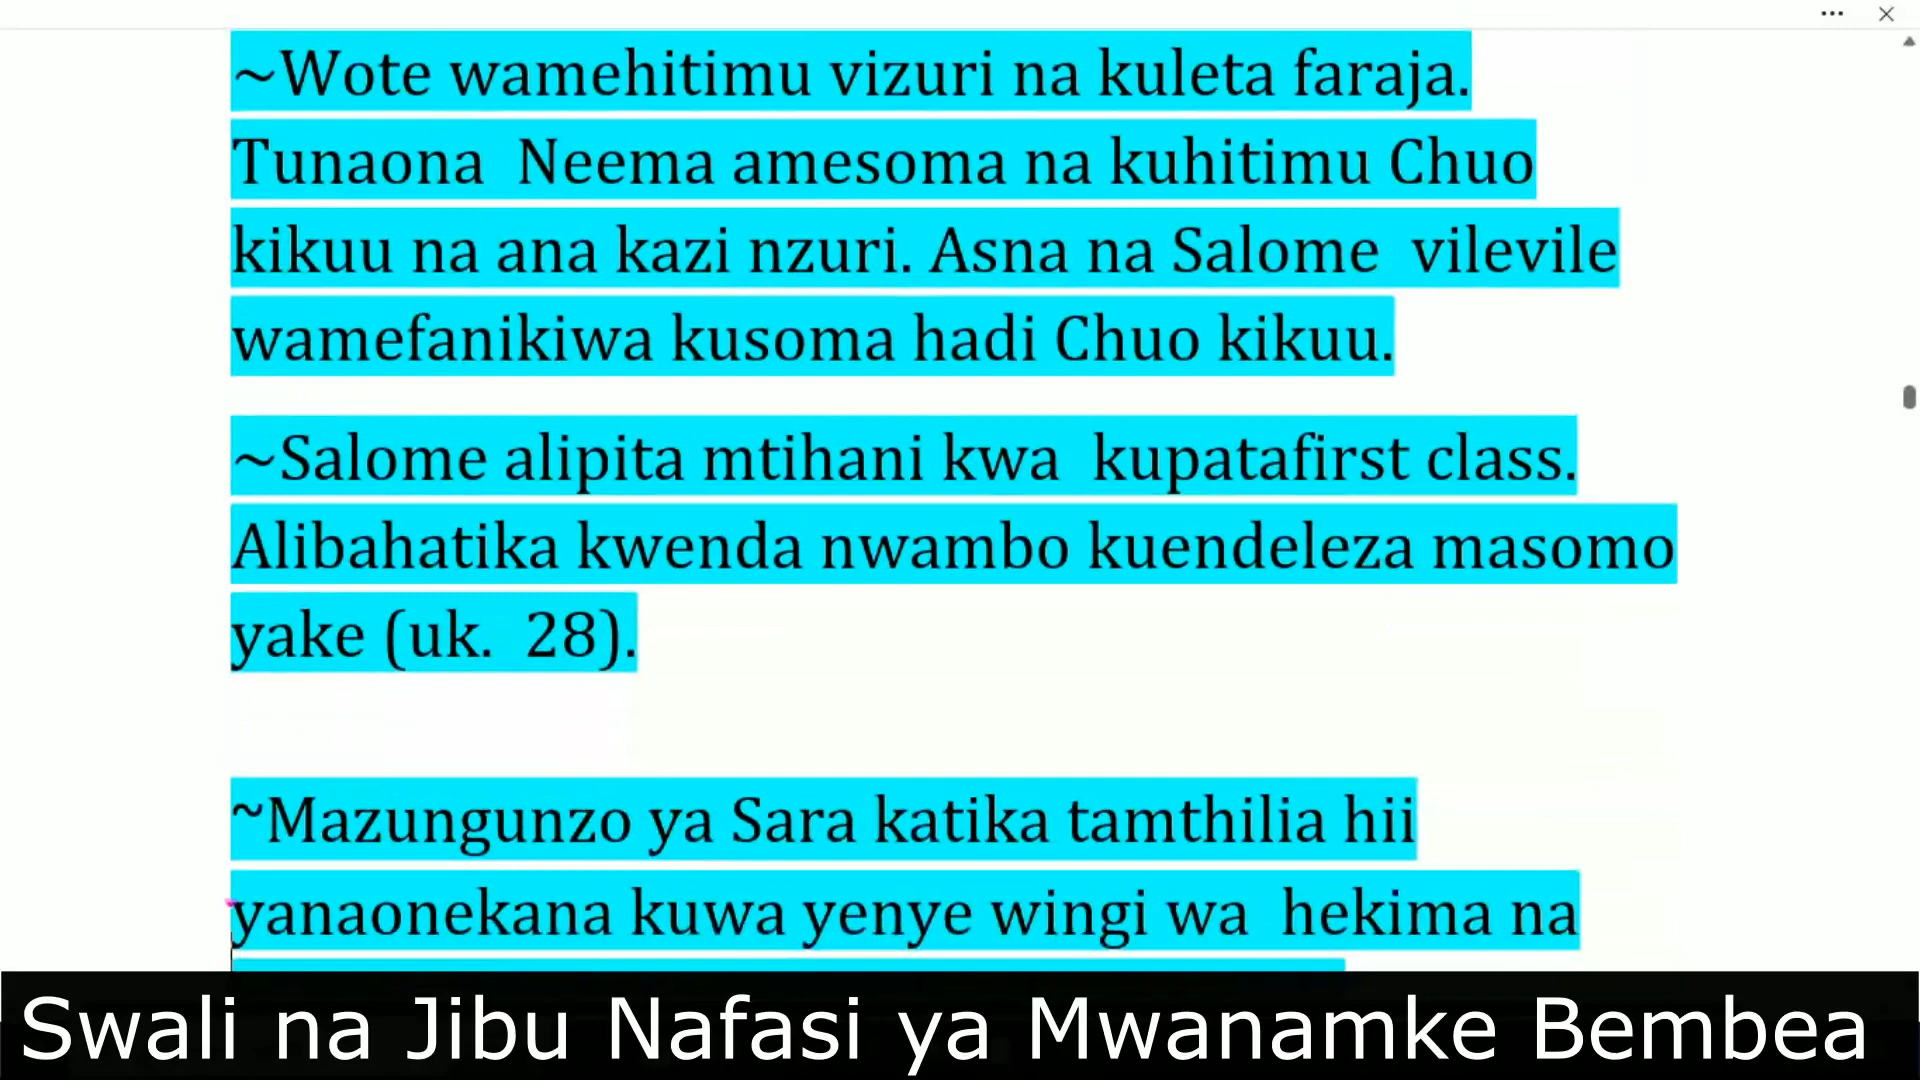 ~Wote wamehitimu vizuri na kuleta faraja.
Tunaona Neema amesoma na kuhitimu Chuo
kikuu na ana kazi nzuri. Asna na Salome vilevile
wamefanikiwa kusoma hadi Chuo kikuu.
~Salome alipita mtihani kwa kupatafirst class.
Alibahatika kwenda nwambo kuendeleza masomo
yake (uk. 28).
~Mazungunzo ya Sara katika tamthilia hii
yanaonekana kuwa yenye wingi wa hekima na
Swali na Jibu Nafasi ya Mwanamke Bembea